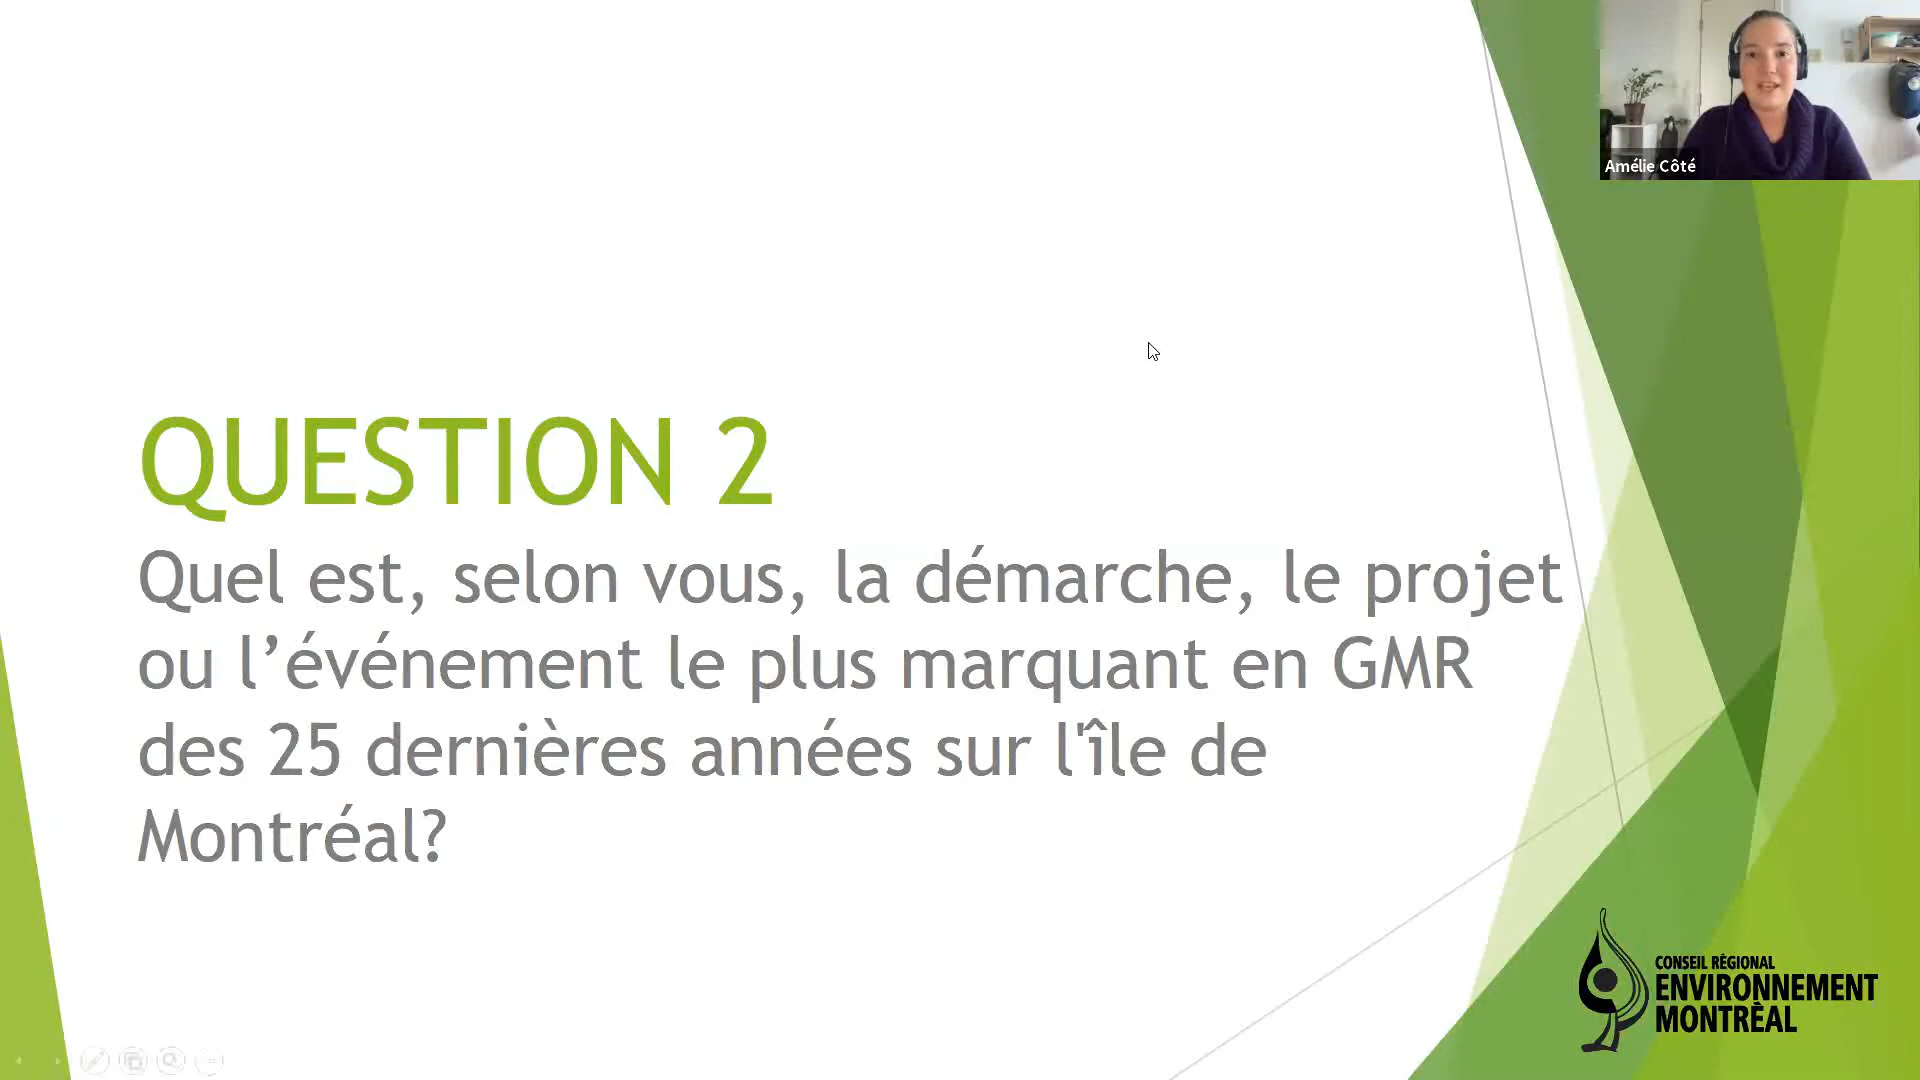 Amélie Côté
QUESTION 2
Quel est, selon vous, la démarche, le projet
ou l’événement le plus marquant en GMR
des 25 dernières années sur l'île de
Montréal?
CONSEIL RÉGIONAL
ENVIRONNEMENT
MONTRÉAL